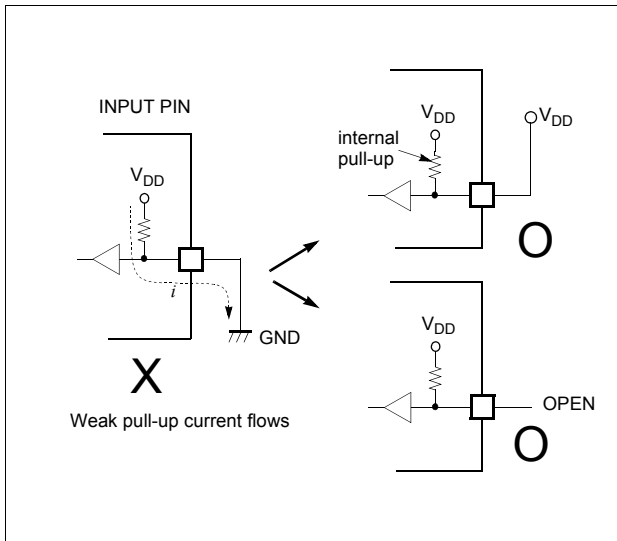 INPUT PIN
VDD
i
GND
X
Weak pull-up current flows
VDD
internal
pull-up
VDD
O
VDD
OPEN
O